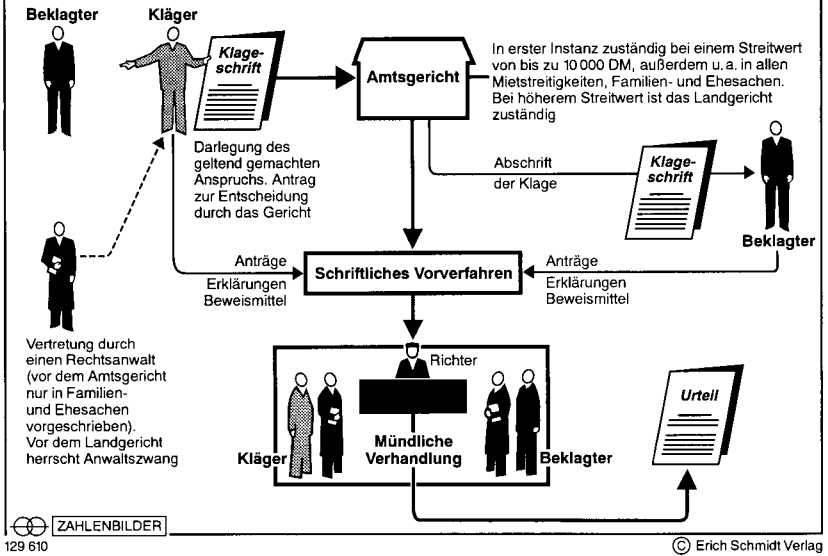 Beklagter
Kläger
Klage-
schrift
Amtsgericht
In erster Instanz zuständig bei einem Streitwert
von bis zu 10 000 DM, außerdem u. a. in allen
Mietstreitigkeiten, Familien- und Ehesachen.
Bei höherem Streitwert ist das Landgericht
zuständig
Darlegung des
geltend gemachten
Anspruchs. Antrag
zur Entscheidung
durch das Gericht
Abschrift
der Klage
Klage-
schrift
Beklagter
Anträge
Erklärungen
Beweismittel
Schriftliches Vorverfahren
Anträge
Erklärungen
Beweismittel
Vertretung durch
einen Rechtsanwalt
(vor dem Amtsgericht
nur in Familien-
und Ehesachen
vorgeschrieben).
Vor dem Landgericht
herrscht Anwaltszwang
Richter
Kläger
Mündliche
Verhandlung
Beklagter
Urteil
ZAHLENBILDER
129 610
© Erich Schmidt Verlag